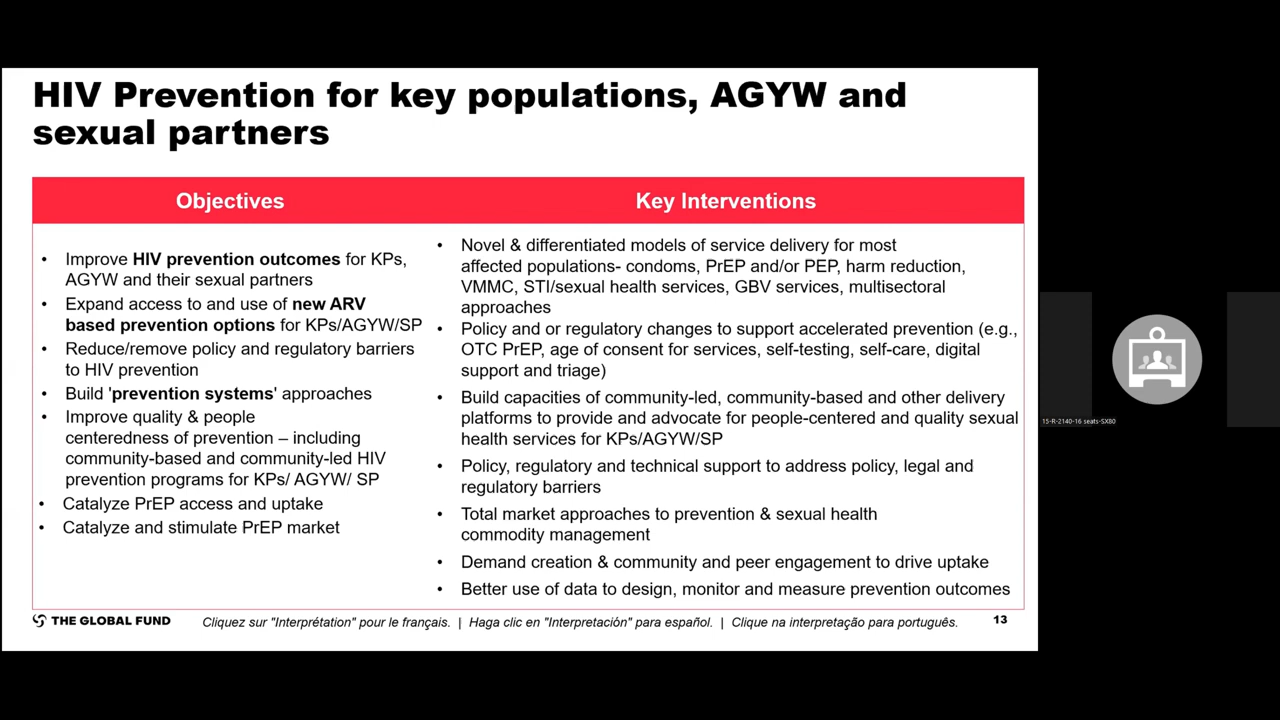 HIV Prevention for key populations, AGYW and
sexual partners
Objectives
• Improve HIV prevention outcomes for KPs,
AGYW and their sexual partners
• Expand access to and use of new ARV
based prevention options for KPs/AGYW/SP
• Reduce/remove policy and regulatory barriers
to HIV prevention
• Build 'prevention systems' approaches
• Improve quality & people
centeredness of prevention – including
community-based and community-led HIV
prevention programs for KPs/ AGYW/ SP
• Catalyze PrEP access and uptake
• Catalyze and stimulate PrEP market
Key Interventions
• Novel & differentiated models of service delivery for most
affected populations- condoms, PrEP and/or PEP, harm reduction,
VMMC, STI/sexual health services, GBV services, multisectoral
approaches
• Policy and or regulatory changes to support accelerated prevention (e.g.,
OTC PrEP, age of consent for services, self-testing, self-care, digital
support and triage)
• Build capacities of community-led, community-based and other delivery
platforms to provide and advocate for people-centered and quality sexual
health services for KPs/AGYW/SP
• Policy, regulatory and technical support to address policy, legal and
regulatory barriers
• Total market approaches to prevention & sexual health
commodity management
• Demand creation & community and peer engagement to drive uptake
• Better use of data to design, monitor and measure prevention outcomes
THE GLOBAL FUND
Cliquez sur "Interprétation" pour le français. | Haga clic en "Interpretación" para español. | Clique na interpretação para português.
13
15-R-2140-16 seats-SX80